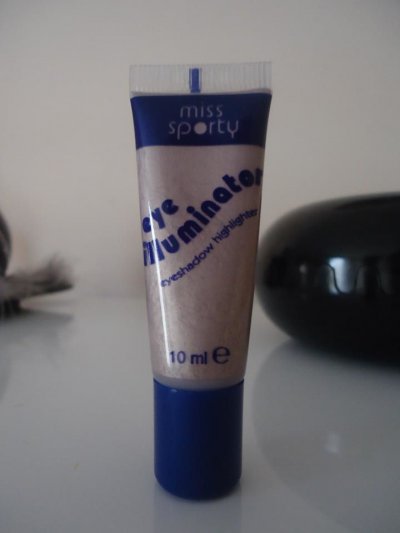 miss
sporty
eye
illuminator
eyeshadow highlighter
10 ml ℮